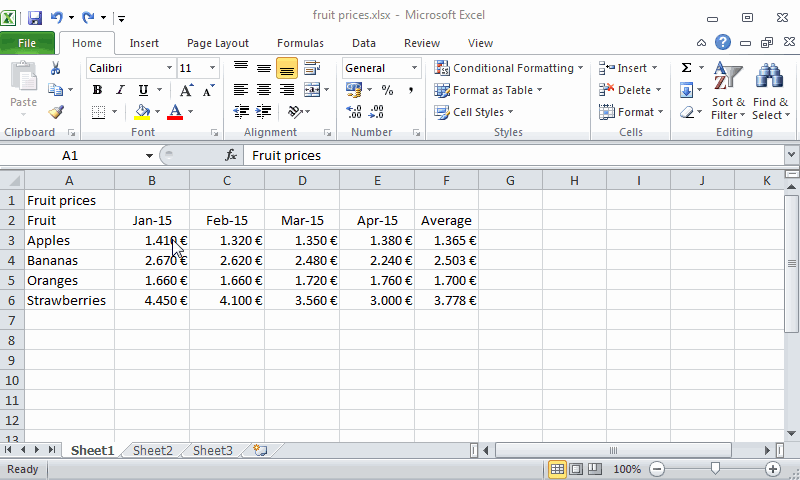 fruit prices.xlsx - Microsoft Excel
File Home Insert Page Layout Formulas Data Review View
Paste
Calibri 11
B I U A A
A
General
% ,
Conditional Formatting
Format as Table
Cell Styles
Insert
Delete
Format
Σ
Sort & Filter
Find & Select
Clipboard Font Alignment Number Styles Cells Editing
A1 fx Fruit prices
A B C D E F G H I J K
1 Fruit prices
2 Fruit Jan-15 Feb-15 Mar-15 Apr-15 Average
3 Apples 1.410 € 1.320 € 1.350 € 1.380 € 1.365 €
4 Bananas 2.670 € 2.620 € 2.480 € 2.240 € 2.503 €
5 Oranges 1.660 € 1.660 € 1.720 € 1.760 € 1.700 €
6 Strawberries 4.450 € 4.100 € 3.560 € 3.000 € 3.778 €
7
8
9
10
11
12
13
Sheet1 Sheet2 Sheet3
Ready 100%